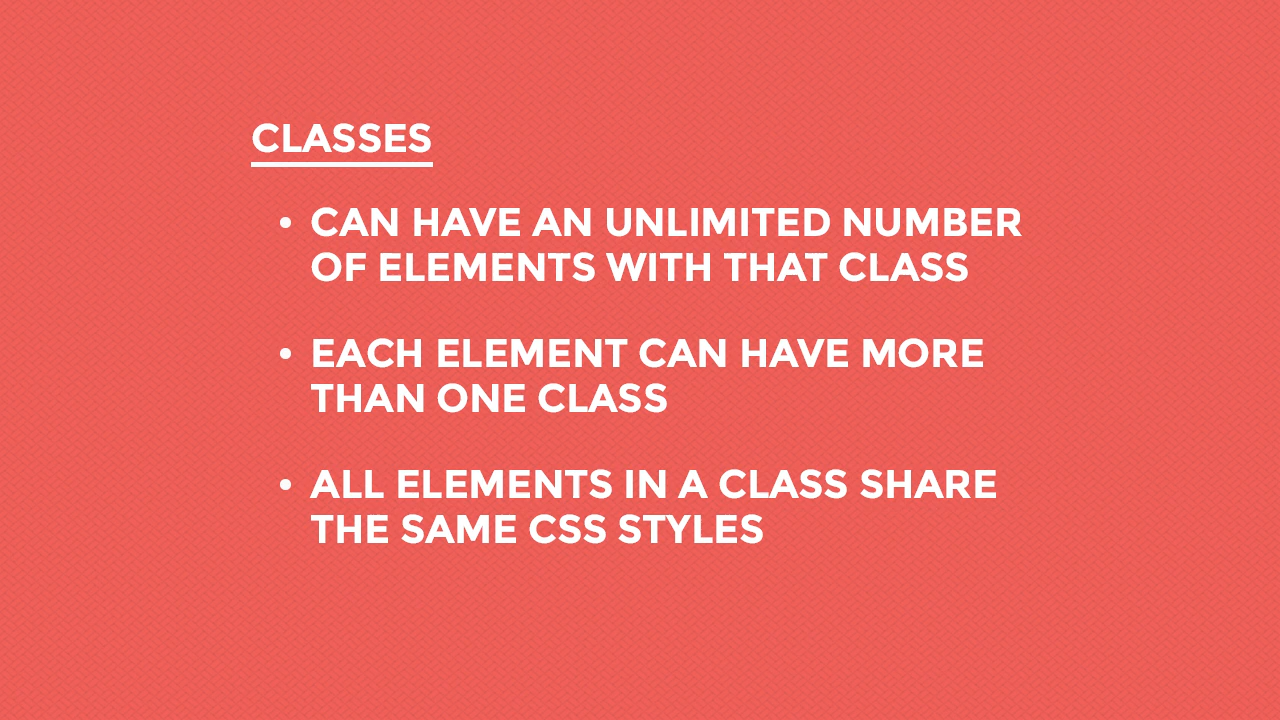 CLASSES
• CAN HAVE AN UNLIMITED NUMBER
OF ELEMENTS WITH THAT CLASS
• EACH ELEMENT CAN HAVE MORE
THAN ONE CLASS
• ALL ELEMENTS IN A CLASS SHARE
THE SAME CSS STYLES